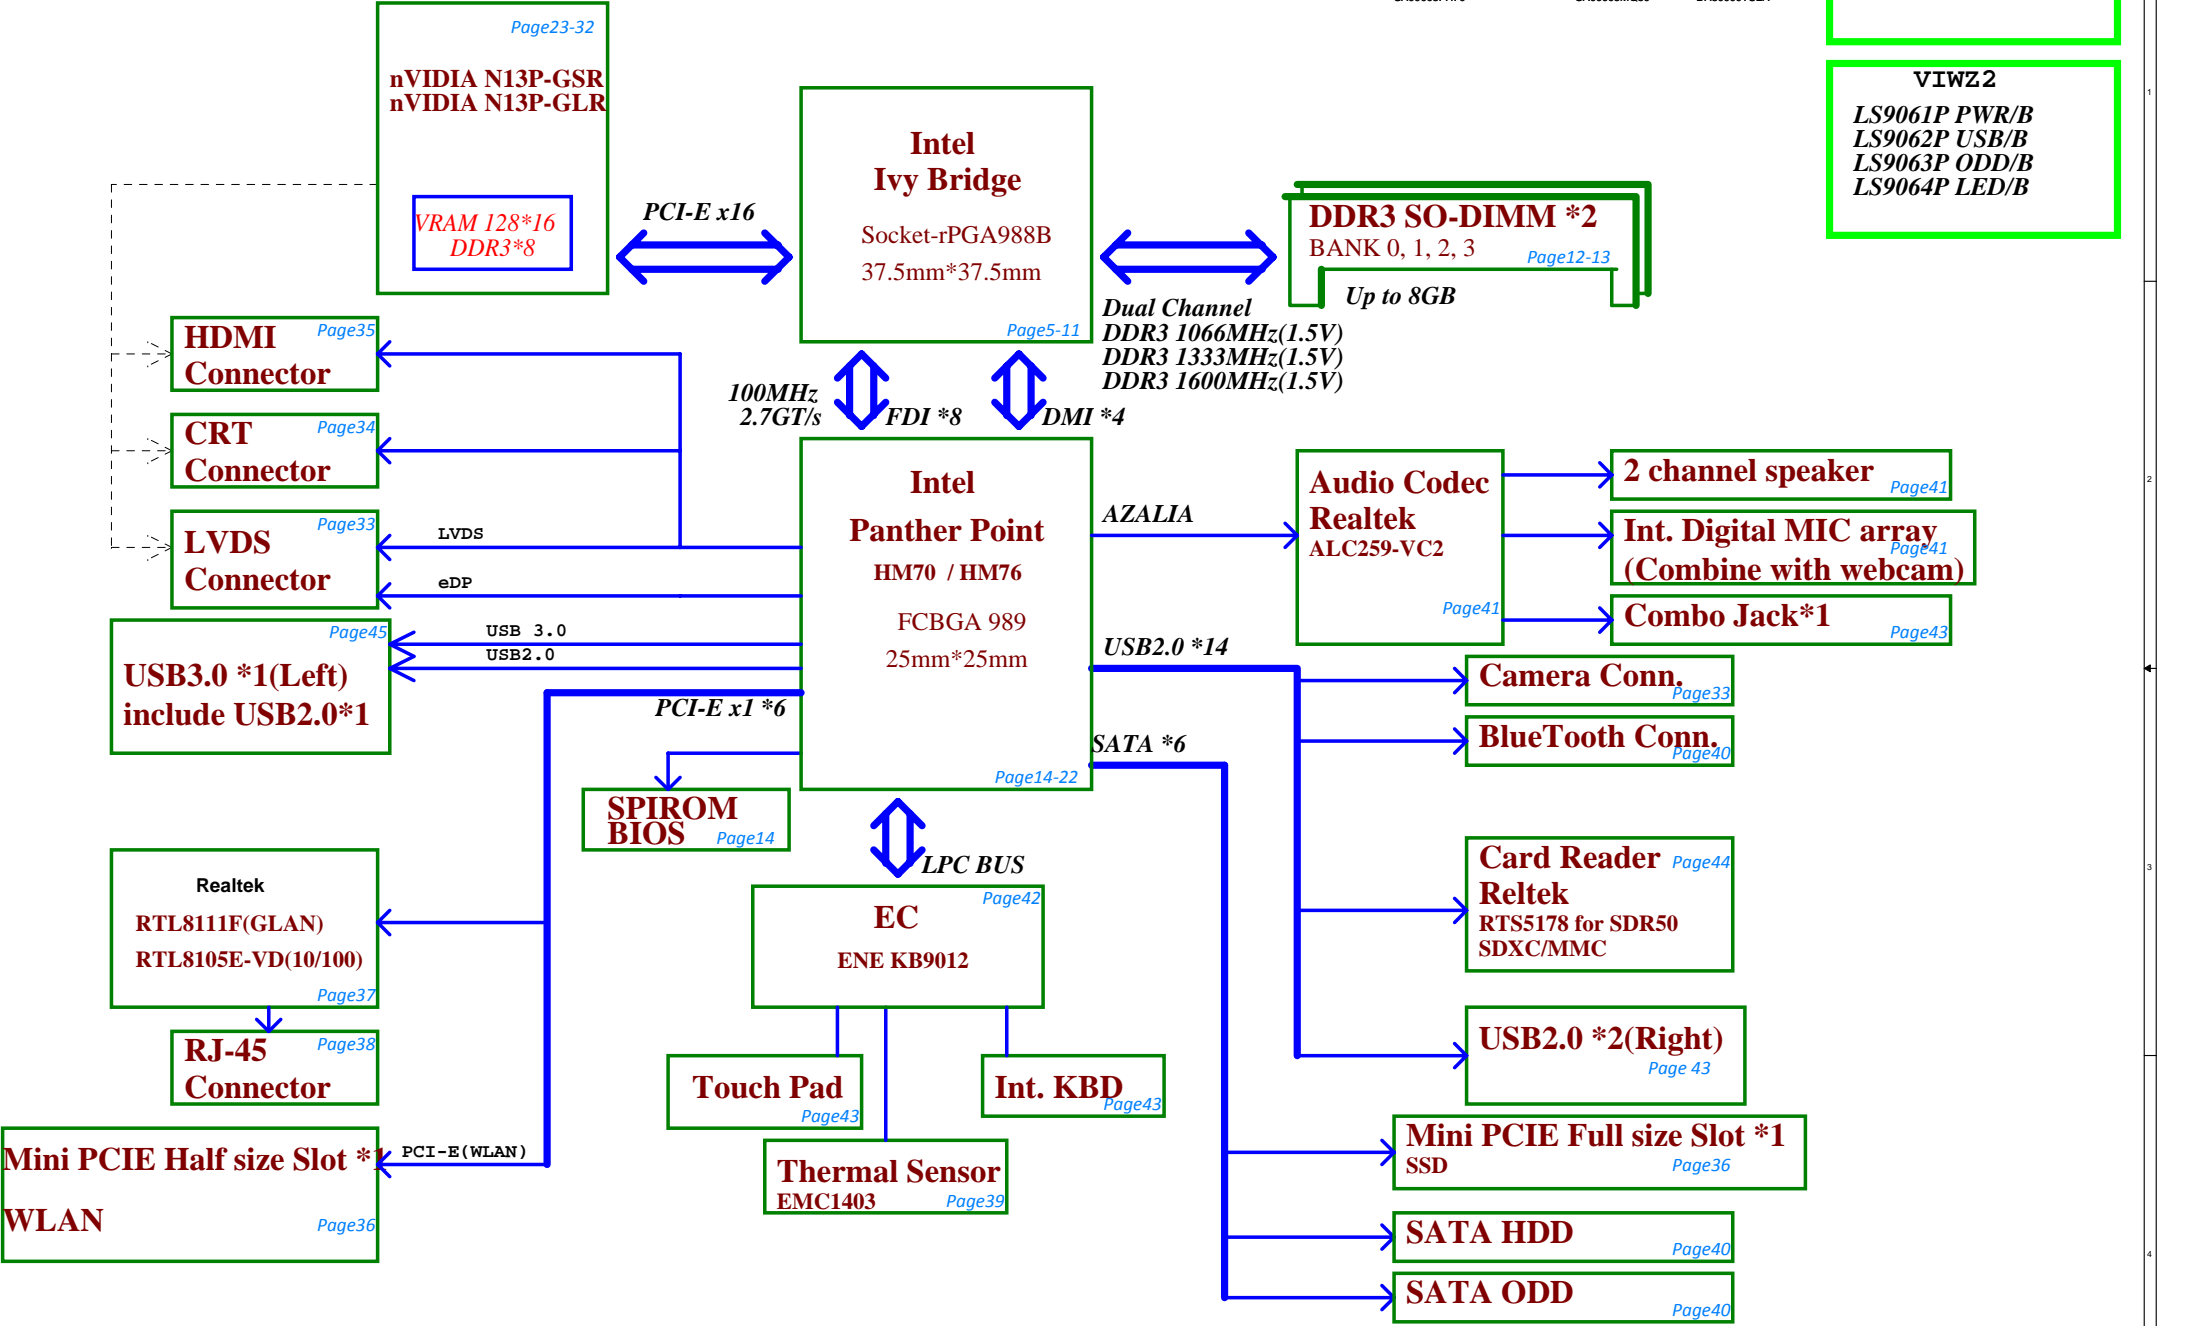 Page23-32
nVIDIA N13P-GSR
nVIDIA N13P-GLR
VRAM 128*16
DDR3*8
PCI-E x16
Intel
Ivy Bridge
Socket-rPGA988B
37.5mm*37.5mm
Page5-11
DDR3 SO-DIMM *2
BANK 0, 1, 2, 3
Page12-13
Up to 8GB
Dual Channel
DDR3 1066MHz(1.5V)
DDR3 1333MHz(1.5V)
DDR3 1600MHz(1.5V)
VIWZ2
LS9061P PWR/B
LS9062P USB/B
LS9063P ODD/B
LS9064P LED/B
1
HDMI
Connector
Page35
CRT
Connector
Page34
LVDS
Connector
Page33
LVDS
eDP
100MHz
2.7GT/s
FDI *8
DMI *4
Intel
Panther Point
HM70 / HM76
FCBGA 989
25mm*25mm
Page14-22
AZALIA
Audio Codec
Realtek
ALC259-VC2
Page41
2 channel speaker
Page41
Int. Digital MIC array
Page41
(Combine with webcam)
Combo Jack*1
Page43
2
USB3.0 *1(Left)
include USB2.0*1
Page45
USB 3.0
USB2.0
PCI-E x1 *6
USB2.0 *14
SATA *6
Camera Conn.
Page33
BlueTooth Conn.
Page40
SPIROM
BIOS
Page14
LPC BUS
Card Reader
Page44
Reltek
RTS5178 for SDR50
SDXC/MMC
3
Realtek
RTL8111F(GLAN)
RTL8105E-VD(10/100)
Page37
EC
Page42
ENE KB9012
USB2.0 *2(Right)
Page 43
RJ-45
Connector
Page38
Touch Pad
Page43
Int. KBD
Page43
Thermal Sensor
EMC1403
Page39
Mini PCIE Half size Slot *1
WLAN
Page36
PCI-E(WLAN)
Mini PCIE Full size Slot *1
SSD
Page36
SATA HDD
Page40
SATA ODD
Page40
4